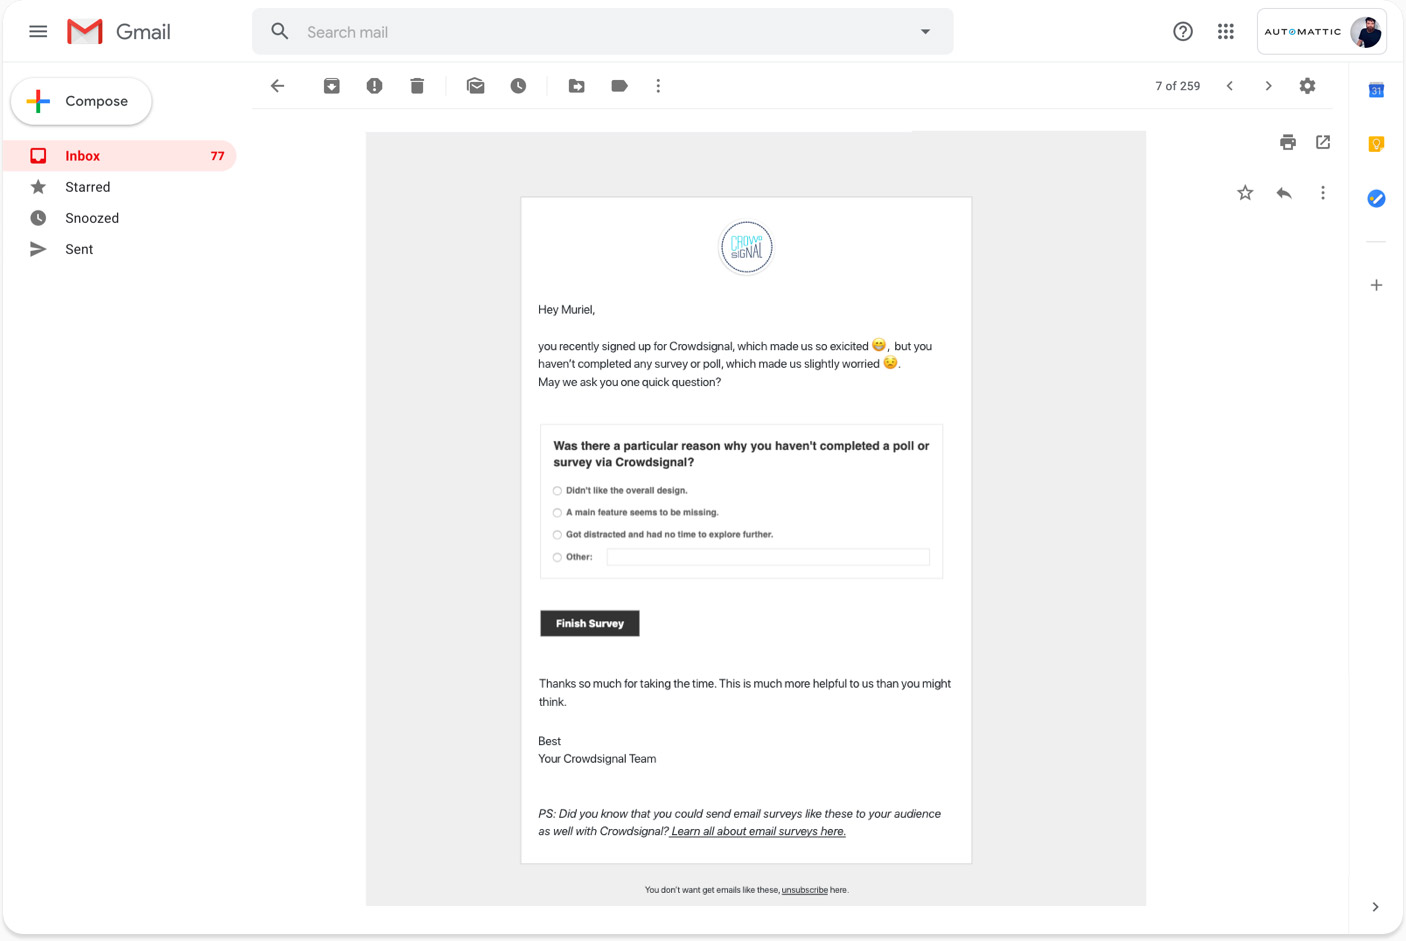 Gmail
Search mail
AUTOMATTIC
Compose
7 of 259
31
Inbox 77
Starred
Snoozed
Sent
CROWD
SIGNAL
Hey Muriel,
you recently signed up for Crowdsignal, which made us so exicited 😁, but you
haven't completed any survey or poll, which made us slightly worried 😟.
May we ask you one quick question?
Was there a particular reason why you haven't completed a poll or
survey via Crowdsignal?
Didn't like the overall design.
A main feature seems to be missing.
Got distracted and had no time to explore further.
Other:
Finish Survey
Thanks so much for taking the time. This is much more helpful to us than you might
think.
Best
Your Crowdsignal Team
PS: Did you know that you could send email surveys like these to your audience
as well with Crowdsignal? Learn all about email surveys here.
You don't want get emails like these, unsubscribe here.